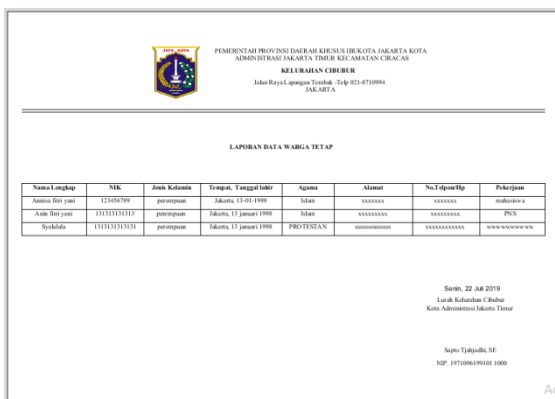 JAYA RAYA
PEMERINTAH PROVINSI DAERAH KHUSUS IBUKOTA JAKARTA KOTA
ADMINISTRASI JAKARTA TIMUR KECAMATAN CIRACAS
KELURAHAN CIBUBUR
Jalan Raya Lapangan Tembak -Telp 021-8710994
JAKARTA
LAPORAN DATA WARGA TETAP
Nama Lengkap NIK Jenis Kelamin Tempat, Tanggal lahir Agama Alamat No.Telpon/Hp Pekerjaan
Annisa fitri yani 123456789 perempuan Jakarta, 13-01-1998 Islam xxxxxxx xxxxxxx mahasiswa
Anin fitri yani 131313131313 perempuan Jakarta, 13 januari 1998 Islam xxxxxxxxx xxxxxxxxx PNS
Syalalala 1313131313131 perempuan Jakarta, 13 januari 1998 PROTESTAN xxxxxxxxxxxx
Senin, 22 Juli 2019
Lurah Kelurahan Cibubur
Kota Administrasi Jakarta Timur
Sapto Tjahjadhi, SE
NIP. 1971096199101 1000